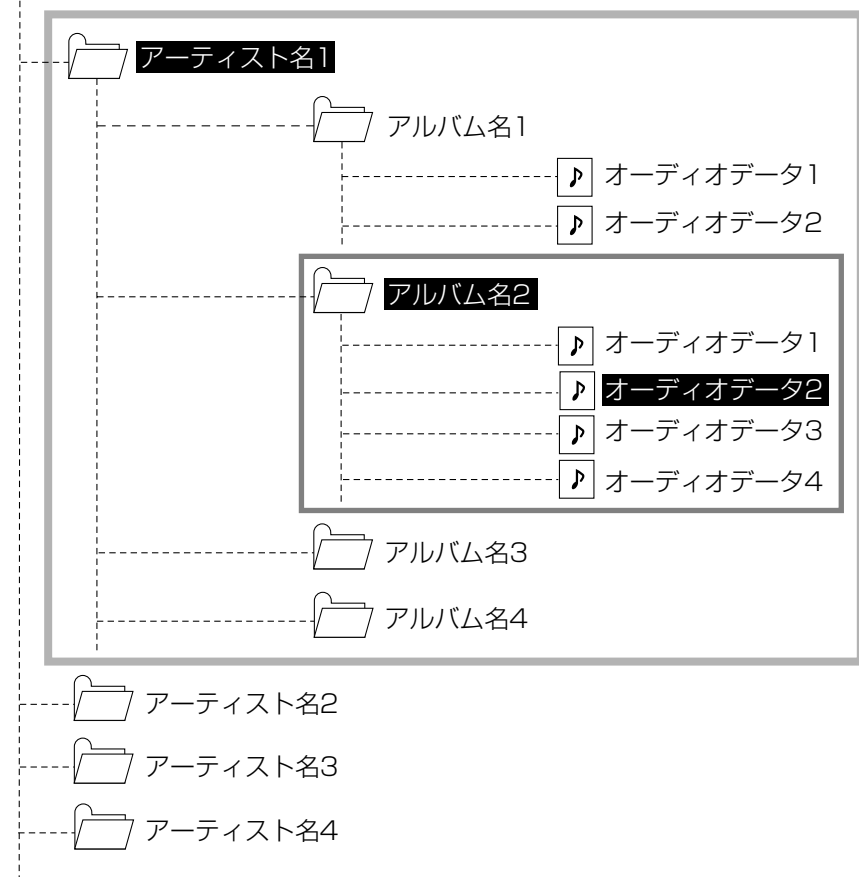 アーティスト名1
アルバム名1
オーディオデータ1
オーディオデータ2
アルバム名2
オーディオデータ1
オーディオデータ2
オーディオデータ3
オーディオデータ4
アルバム名3
アルバム名4
アーティスト名2
アーティスト名3
アーティスト名4